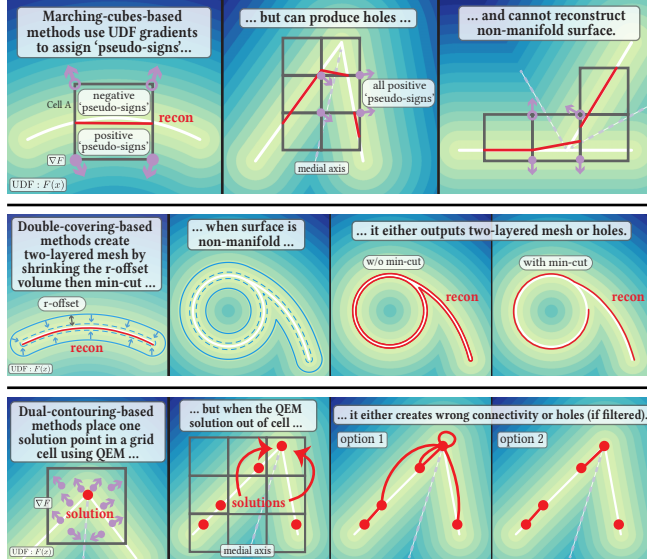 Marching-cubes-based
methods use UDF gradients
to assign 'pseudo-signs'...
Cell A
negative
'pseudo-signs'
recon
positive
'pseudo-signs'
∇F
UDF : F(x)
... but can produce holes ...
all positive
'pseudo-signs'
medial axis
... and cannot reconstruct
non-manifold surface.
Double-covering-based
methods create
two-layered mesh by
shrinking the r-offset
volume then min-cut ...
r-offset
recon
UDF : F(x)
... when surface is
non-manifold ...
... it either outputs two-layered mesh or holes.
w/o min-cut
recon
with min-cut
recon
Dual-contouring-based
methods place one
solution point in a grid
cell using QEM ...
∇F
solution
UDF : F(x)
... but when the QEM
solution out of cell ...
solutions
medial axis
... it either creates wrong connectivity or holes (if filtered).
option 1
option 2